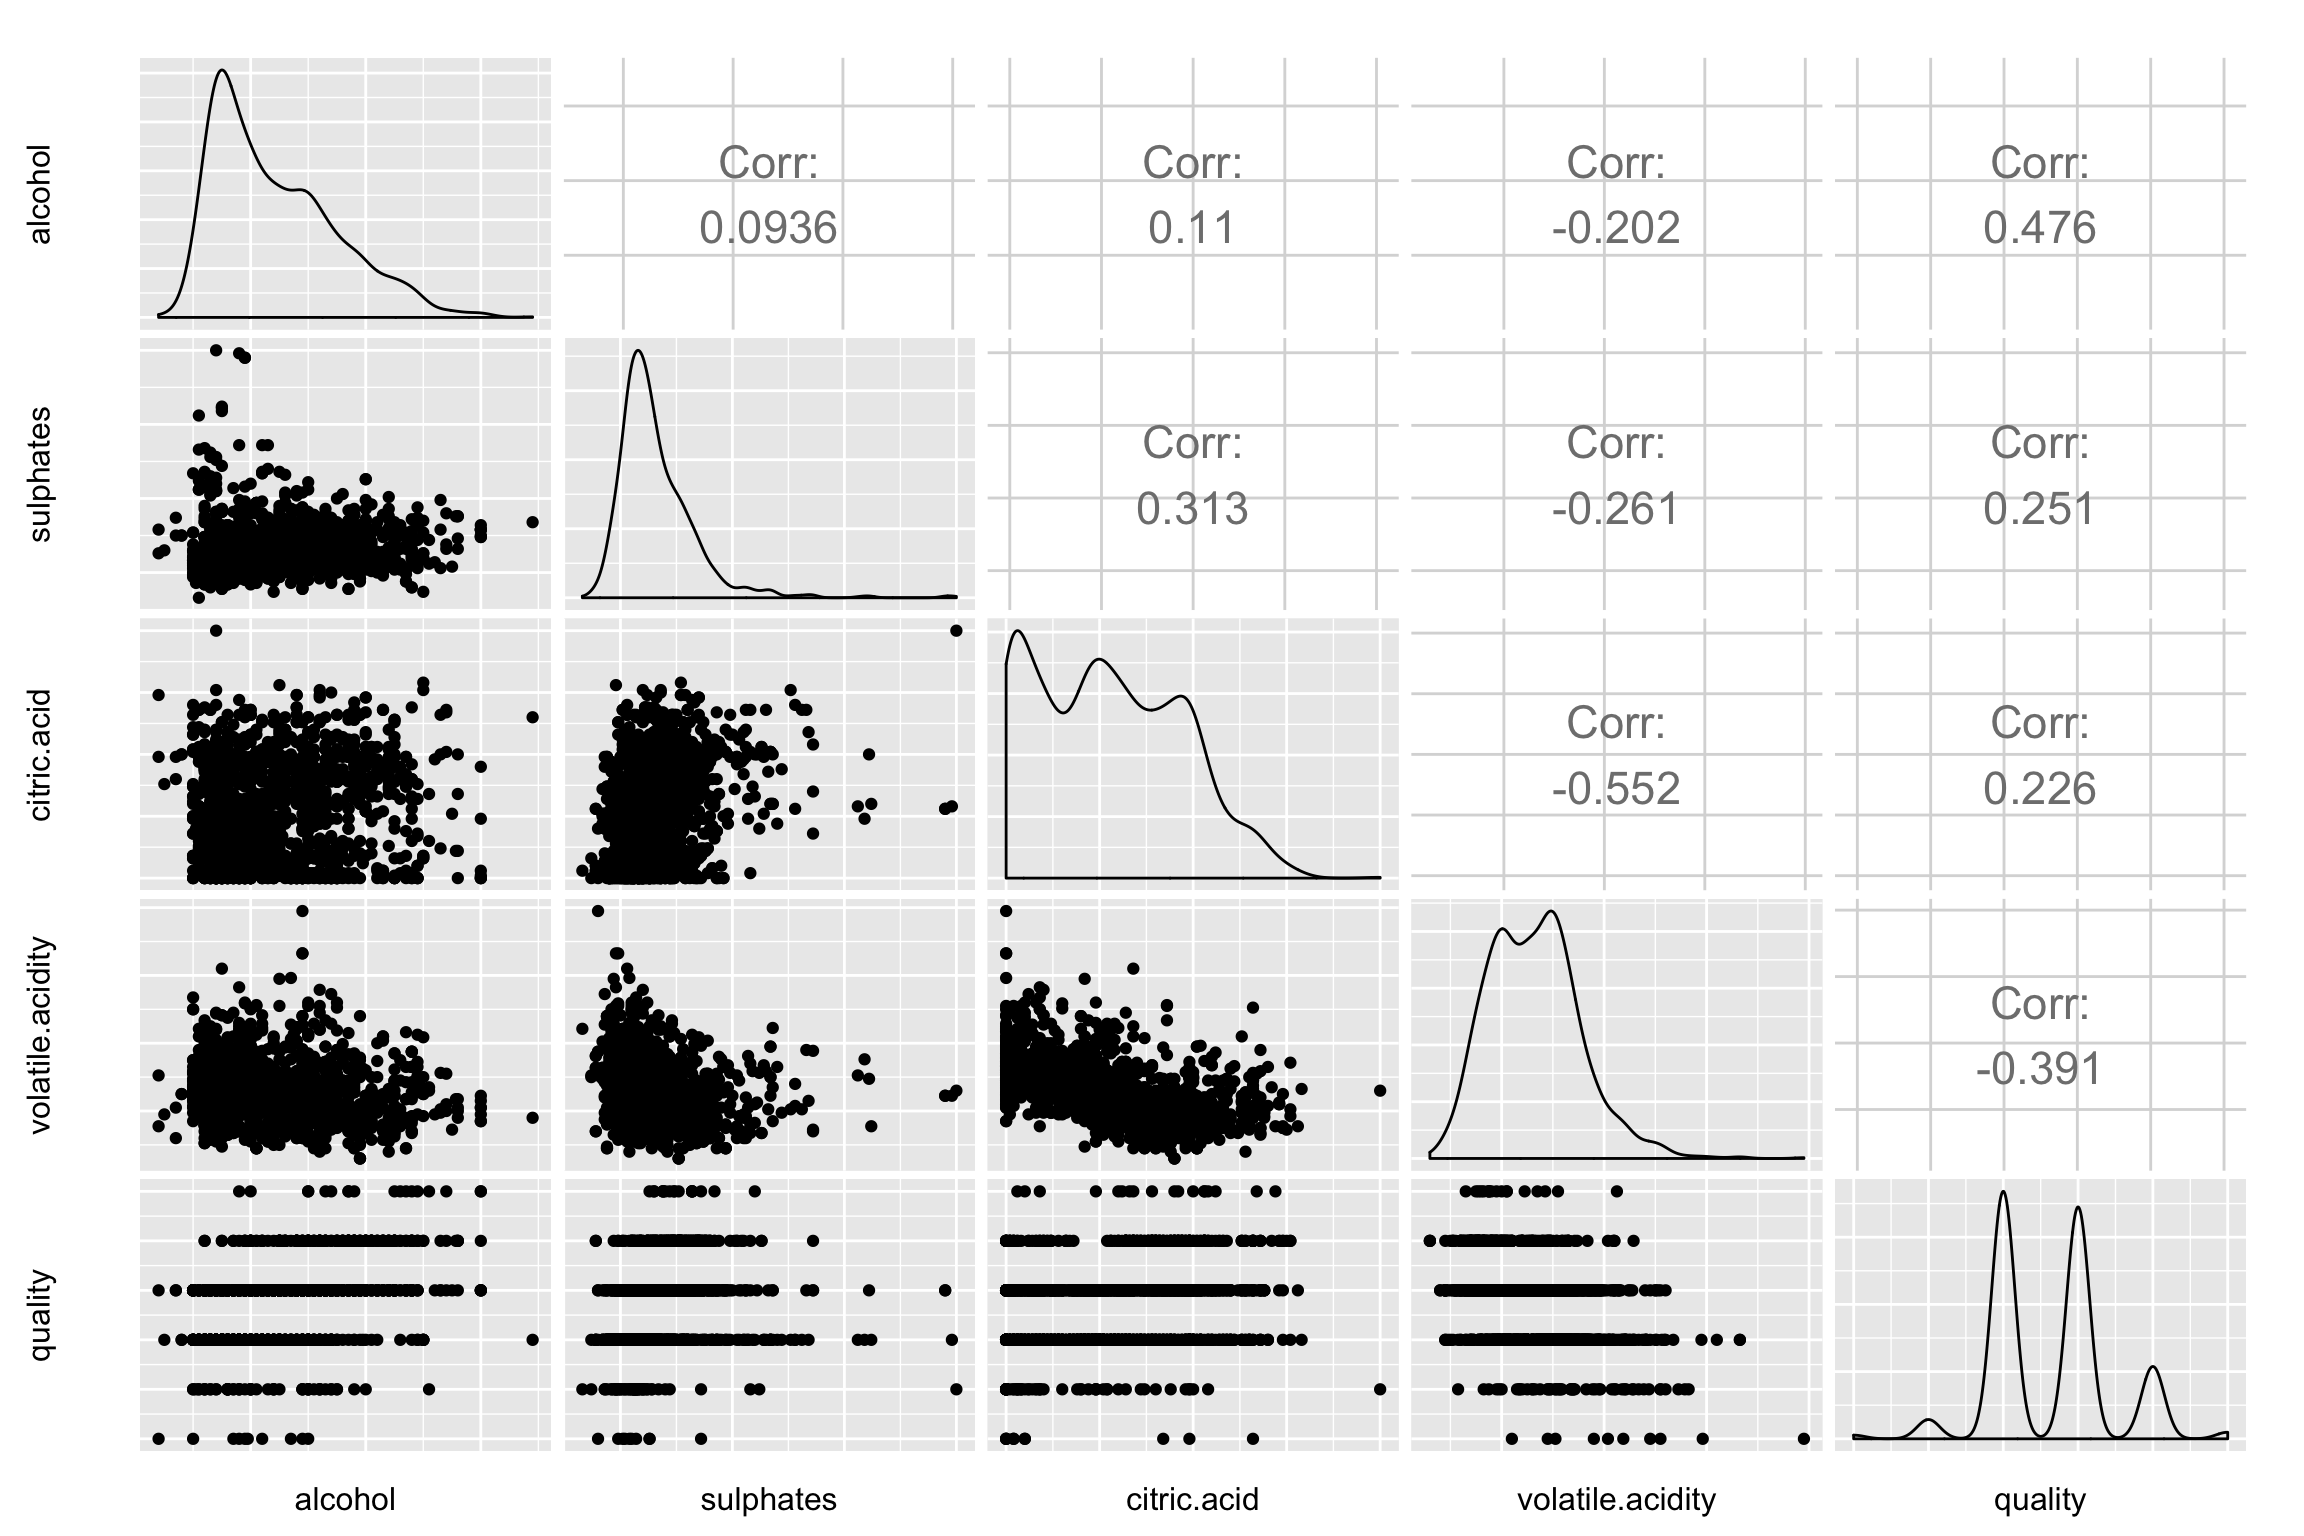 alcohol
Corr:
0.0936
Corr:
0.11
Corr:
-0.202
Corr:
0.476
sulphates
Corr:
0.313
Corr:
-0.261
Corr:
0.251
citric.acid
Corr:
-0.552
Corr:
0.226
volatile.acidity
Corr:
-0.391
quality
alcohol
sulphates
citric.acid
volatile.acidity
quality